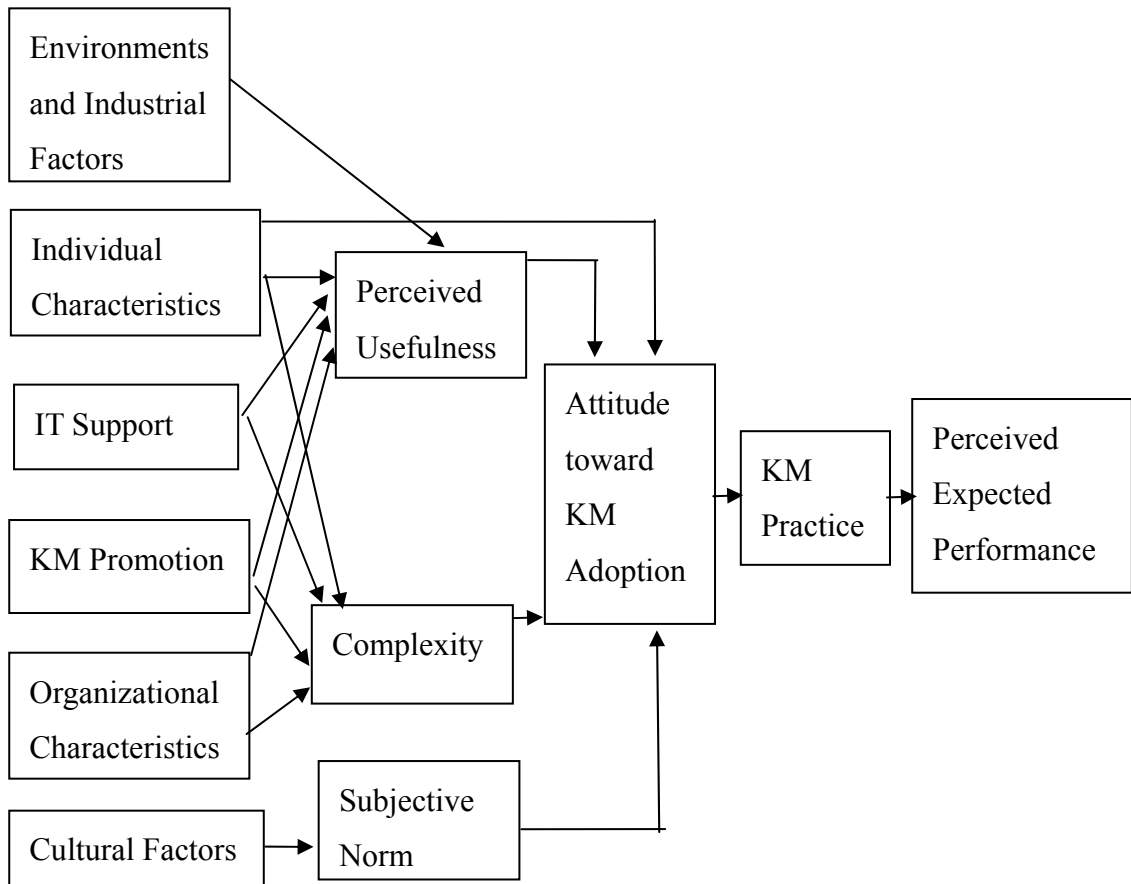 Environments
and Industrial
Factors
Individual
Characteristics
IT Support
KM Promotion
Organizational
Characteristics
Cultural Factors
Perceived
Usefulness
Complexity
Subjective
Norm
Attitude
toward
KM
Adoption
KM
Practice
Perceived
Expected
Performance